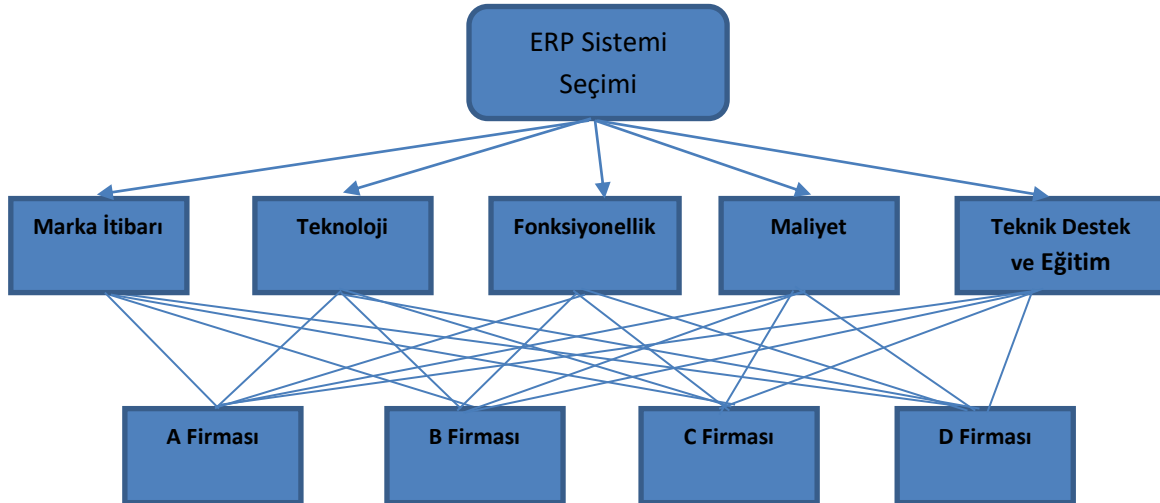 ERP Sistemi
Seçimi
Marka İtibarı
Teknoloji
Fonksiyonellik
Maliyet
Teknik Destek
ve Eğitim
A Firması
B Firması
C Firması
D Firması